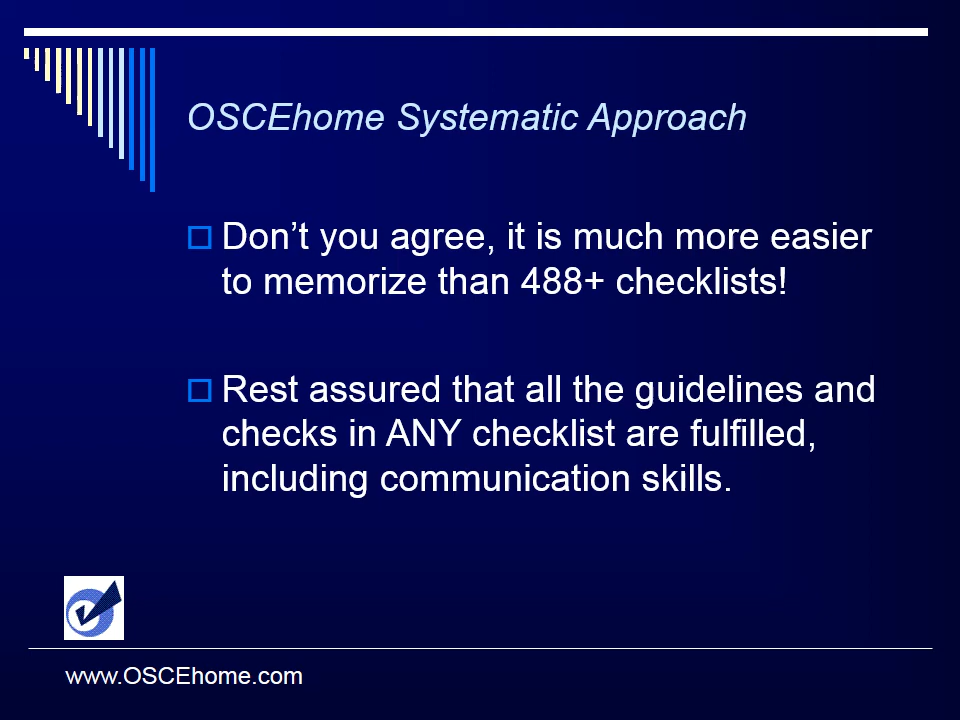 OSCEhome Systematic Approach
Don’t you agree, it is much more easier
to memorize than 488+ checklists!
Rest assured that all the guidelines and
checks in ANY checklist are fulfilled,
including communication skills.
www.OSCEhome.com